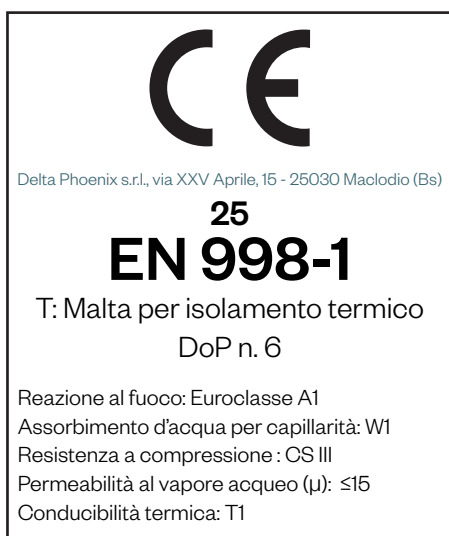 CE
Delta Phoenix s.r.l., via XXV Aprile, 15 - 25030 Maclodio (Bs)
25
EN 998-1
T: Malta per isolamento termico
DoP n. 6
Reazione al fuoco: Euroclasse A1
Assorbimento d'acqua per capillarità: W1
Resistenza a compressione : CS III
Permeabilità al vapore acqueo (μ): ≤15
Conducibilità termica: T1